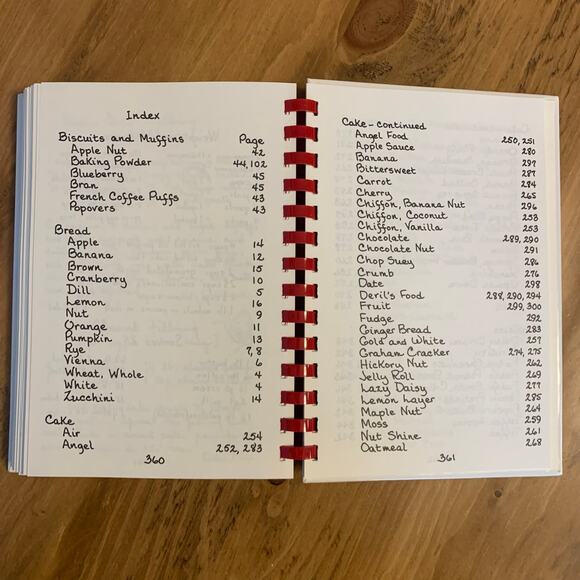 Index
Biscuits and Muffins Page
Apple Nut 42
Baking Powder 44, 102
Blueberry 45
Bran 45
French Coffee Puffs 43
Popovers 43
Bread
Apple 14
Banana 12
Brown 15
Cranberry 10
Dill 5
Lemon 16
Nut 9
Orange 11
Pumpkin 13
Rye 7, 8
Vienna 6
Wheat, Whole 4
White 4
Zucchini 14
Cake
Air 254
Angel 252, 283
360
Cake - continued
Angel Food 250, 251
Apple Sauce 280
Banana 297
Bittersweet 287
Carrot 284
Cherry 265
Chiffon, Banana Nut 296
Chiffon, Coconut 253
Chiffon, Vanilla 253
Chocolate 289, 290
Chocolate Nut 291
Chop Suey 286
Crumb 276
Date 298
Devil's Food 288, 290, 294
Fruit 299, 300
Fudge 292
Ginger Bread 283
Gold and White 257
Graham Cracker 274, 275
Hickory Nut 262
Jelly Roll 269
Lazy Daisy 277
Lemon Layer 285
Maple Nut 264
Moss 259
Nut Shine 261
Oatmeal 268
361